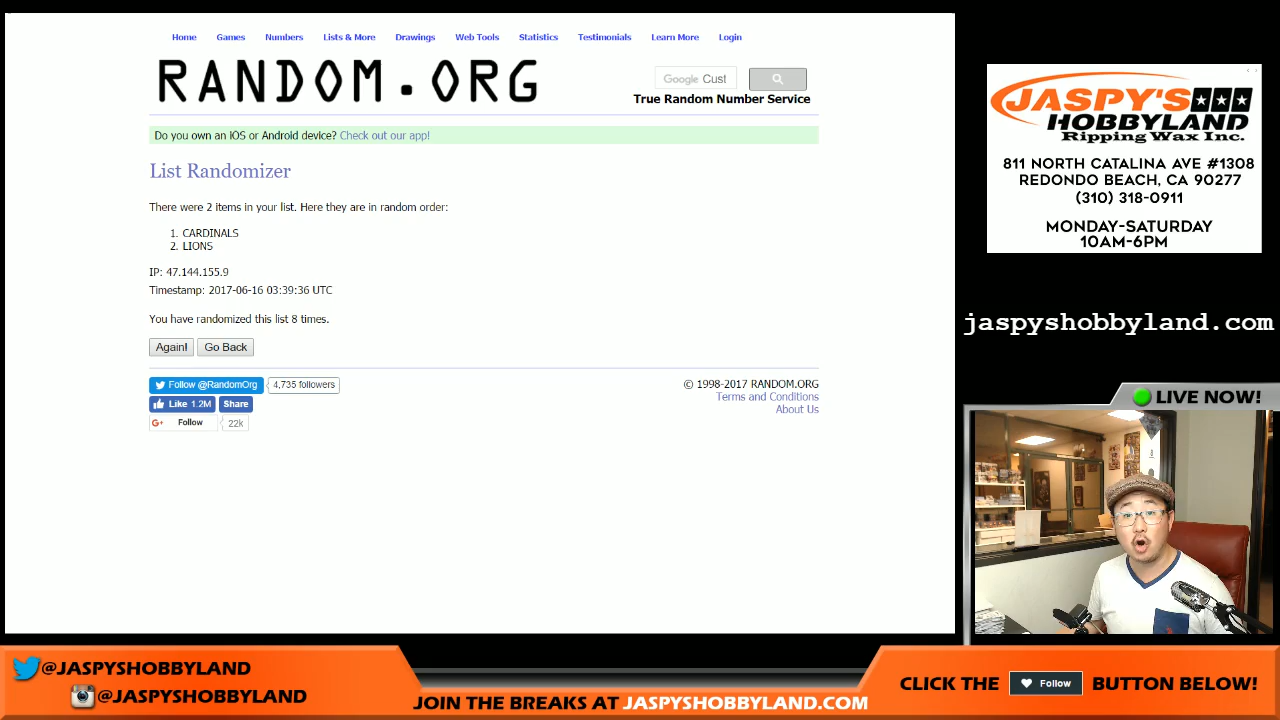 Home Games Numbers Lists & More Drawings Web Tools Statistics Testimonials Learn More Login
RANDOM.ORG
Google Cust
True Random Number Service
Do you own an iOS or Android device? Check out our app!
List Randomizer
There were 2 items in your list. Here they are in random order:
1. CARDINALS
2. LIONS
IP: 47.144.155.9
Timestamp: 2017-06-16 03:39:36 UTC
You have randomized this list 8 times.
Again! Go Back
Follow @RandomOrg 4,735 followers
Like 1.2M Share
G+ Follow 22k
© 1998-2017 RANDOM.ORG
Terms and Conditions
About Us
JASPY'S
HOBBYLAND
Ripping Wax Inc.
811 NORTH CATALINA AVE #1308
REDONDO BEACH, CA 90277
(310) 318-0911
MONDAY-SATURDAY
10AM-6PM
jaspyshobbyland.com
LIVE NOW!
@JASPYSHOBBYLAND
@JASPYSHOBBYLAND
JOIN THE BREAKS AT JASPYSHOBBYLAND.COM
CLICK THE Follow BUTTON BELOW!